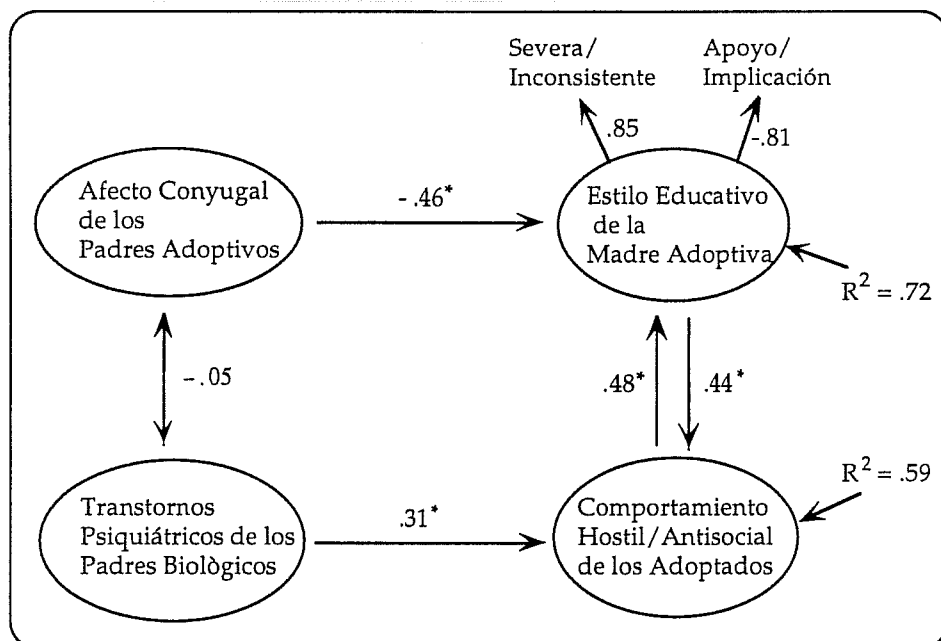 Severa/
Inconsistente
Apoyo/
Implicación
.85
-.81
Afecto Conyugal
de los
Padres Adoptivos
- .46*
Estilo Educativo
de la
Madre Adoptiva
R² = .72
- .05
.48*
.44*
R² = .59
Transtornos
Psiquiátricos de los
Padres Biològicos
.31*
Comportamiento
Hostil/Antisocial
de los Adoptados